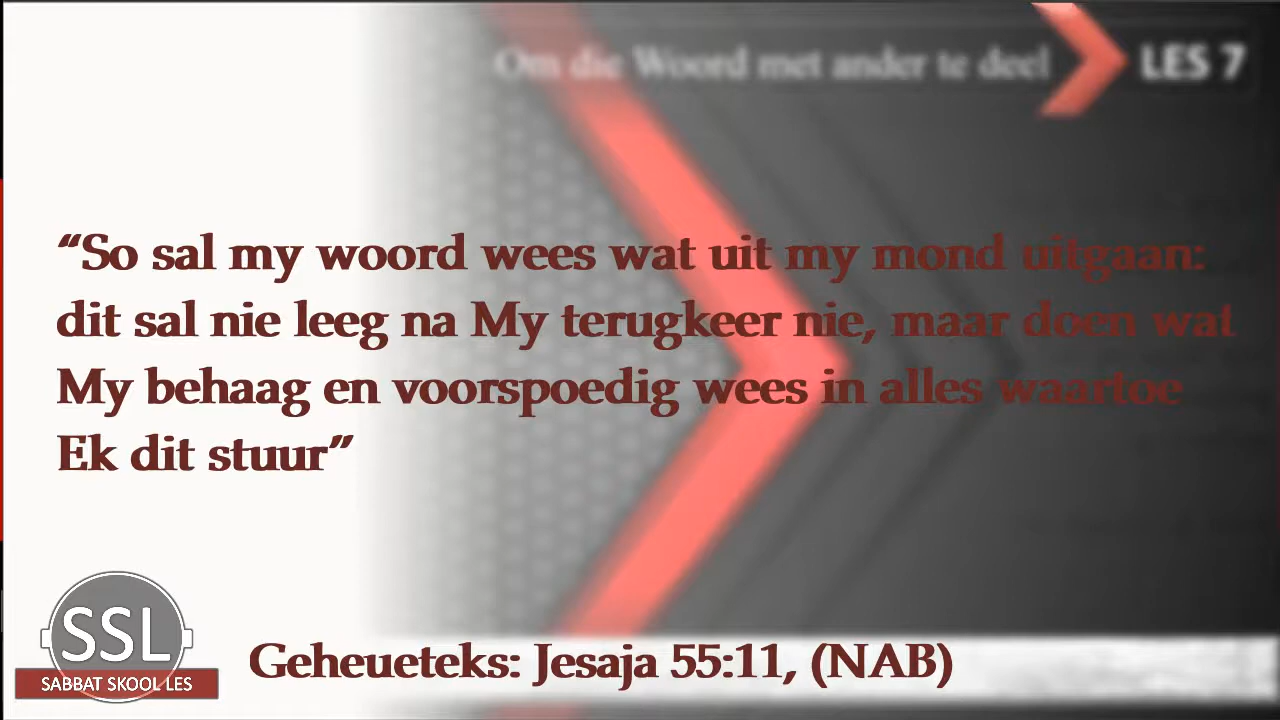 Om die Woord met ander te deel LES 7
“So sal my woord wees wat uit my mond uitgaan:
dit sal nie leeg na My terugkeer nie, maar doen wat
My behaag en voorspoedig wees in alles waartoe
Ek dit stuur”
SSL
SABBAT SKOOL LES
Geheueteks: Jesaja 55:11, (NAB)